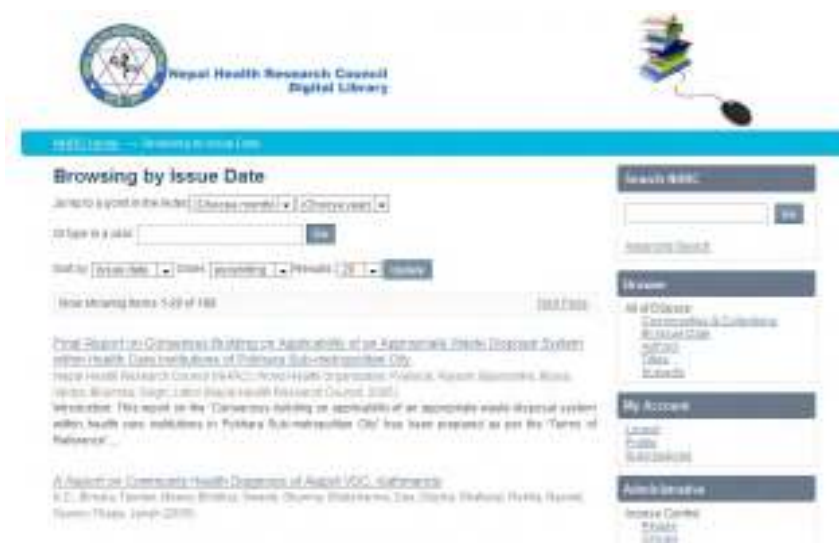 Nepal Health Research Council
Digital Library
Browsing by Issue Date
Browsing by Issue Date
Jump to a point in the index: (Choose month) (Choose year)
Or type in a year: Go
Sort by: issue date Order: ascending Results: 20 Update
Now showing items 1-20 of
Next Page
Final Report on Consensus Building on Applicability of an Appropriate Waste Disposal System
within Health Care Institutions of Pokhara Sub-metropolitan City
Nepal Health Research Council
Introduction: This report on the 'Consensus building on applicability of an appropriate waste disposal system
within health care institutions in Pokhara Sub-metropolitan City' has been prepared as per the 'Terms of
Reference'...
A Report on Community Health Diagnosis of VDC, Kathmandu
Search NHRC
Go
Advanced Search
Browse
All of DSpace
Communities & Collections
By Issue Date
Authors
Titles
Subjects
My Account
Logout
Profile
Submissions
Administrative
Access Control
People
Groups